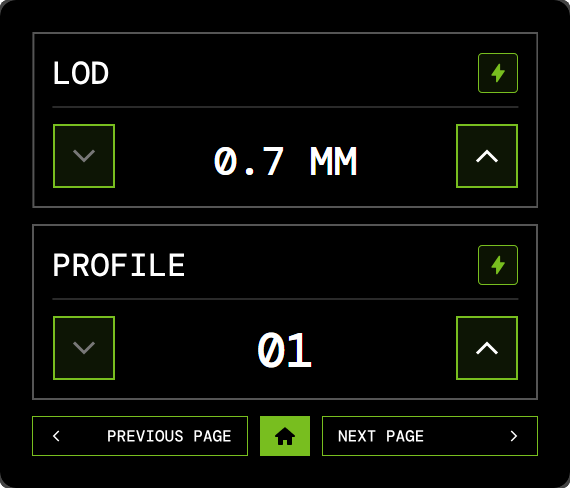 LOD
0.7 MM
PROFILE
01
PREVIOUS PAGE
NEXT PAGE